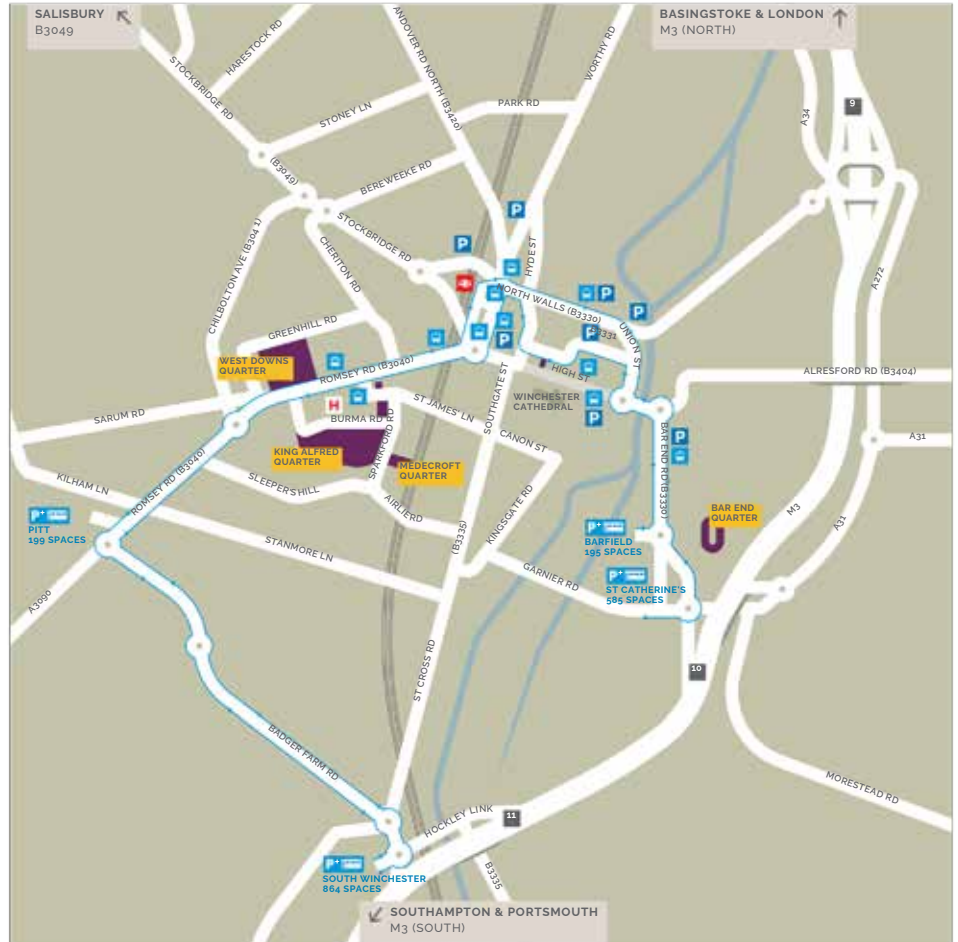 SALISBURY
B3049
BASINGSTOKE & LONDON
M3 (NORTH)
HARESTOCK RD
ANDOVER RD NORTH (B3420)
WORTHY RD
STOCKBRIDGE RD
STONEY LN
PARK RD
9
A34
(B3049)
BEREWEEKE RD
P
STOCKBRIDGE RD
P
HYDE ST
CHILBOLTON AVE (B3041)
CHERITON RD
A272
NORTH WALLS (B3330)
P
P
GREENHILL RD
P
P
B3331
UNION ST
WEST DOWNS
QUARTER
ROMSEY RD (B3040)
HIGH ST
ALRESFORD RD (B3404)
H
ST JAMES' LN
SOUTHGATE ST
WINCHESTER
CATHEDRAL
P
SARUM RD
BURMA RD
SPARKFORD RD
CANON ST
P
BAR END RD (B3330)
A31
KING ALFRED
QUARTER
MEDECROFT
QUARTER
ROMSEY RD (B3040)
KILHAM LN
SLEEPERS HILL
AIRLIE RD
KINGSGATE RD
BAR END
QUARTER
M3
A31
P+
PITT
199 SPACES
STANMORE LN
(B3335)
P+
BARFIELD
195 SPACES
GARNIER RD
P+
ST CATHERINE'S
585 SPACES
A3090
ST CROSS RD
10
BADGER FARM RD
MORESTEAD RD
HOCKLEY LINK
11
P+
SOUTH WINCHESTER
864 SPACES
B3335
SOUTHAMPTON & PORTSMOUTH
M3 (SOUTH)